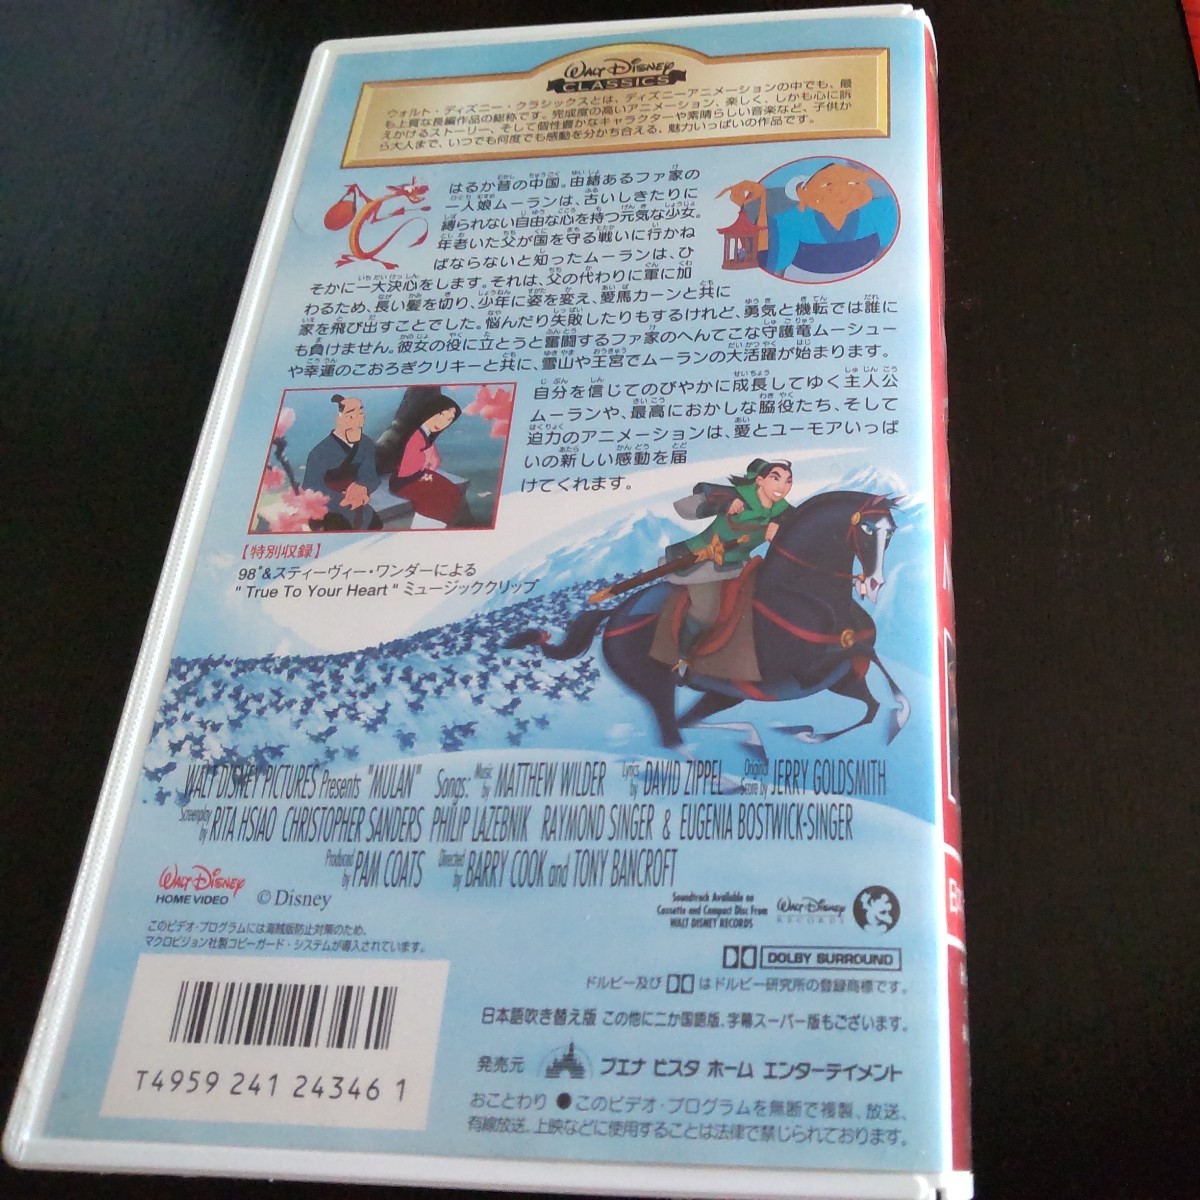 WALT DISNEY
CLASSICS
ウォルト・ディズニー・クラシックスとは、ディズニーアニメーションの中でも、最
も上質な長編作品の総称です。完成度の高いアニメーション、楽しく、しかも心に訴
えかけるストーリー、そして個性豊かなキャラクターや素晴らしい音楽など、子供か
ら大人まで、いつでも何度でも感動を分かち合える、魅力いっぱいの作品です。
はるか昔の中国。由緒あるファ家の
一人娘ムーランは、古いしきたりに
縛られない自由な心を持つ元気な少女。
年老いた父が国を守る戦いに行かね
ばならないと知ったムーランは、ひ
そかに一大決心をします。それは、父の代わりに軍に加
わるため、長い髪を切り、少年に姿を変え、愛馬カーンと共に
家を飛び出すことでした。悩んだり失敗したりもするけれど、勇気と機転では誰に
も負けません。彼女の役に立とうと奮闘するファ家のへんてこな守護竜ムーシュー
や幸運のこおろぎクリキーと共に、雪山や王宮でムーランの大活躍が始まります。
自分を信じてのびやかに成長してゆく主人公
ムーランや、最高におかしな脇役たち、そして
迫力のアニメーションは、愛とユーモアいっぱ
いの新しい感動を届
けてくれます。
【特別収録】
98°&スティーヴィー・ワンダーによる
" True To Your Heart " ミュージッククリップ
WALT DISNEY PICTURES Presents "MULAN" Songs: Music by MATTHEW WILDER Lyrics by DAVID ZIPPEL Original Score by JERRY GOLDSMITH
Screenplay by RITA HSIAO CHRISTOPHER SANDERS PHILIP LAZEBNIK RAYMOND SINGER & EUGENIA BOSTWICK-SINGER
Produced by PAM COATS Directed by BARRY COOK and TONY BANCROFT
WALT DISNEY
HOME VIDEO
©Disney
Soundtrack Available on
Cassette and Compact Disc From
WALT DISNEY RECORDS
WALT DISNEY
RECORDS
このビデオ・プログラムには海賊版防止対策のため、
マクロビジョン社製コピーガード・システムが導入されています。
DOLBY SURROUND
ドルビー及び はドルビー研究所の登録商標です。
日本語吹き替え版 この他に二か国語版、字幕スーパー版もございます。
発売元 ブエナ ビスタ ホーム エンターテイメント
T4959 241 24346 1
おことわり ●このビデオ・プログラムを無断で複製、放送、
有線放送、上映などに使用することは法律で禁じられております。